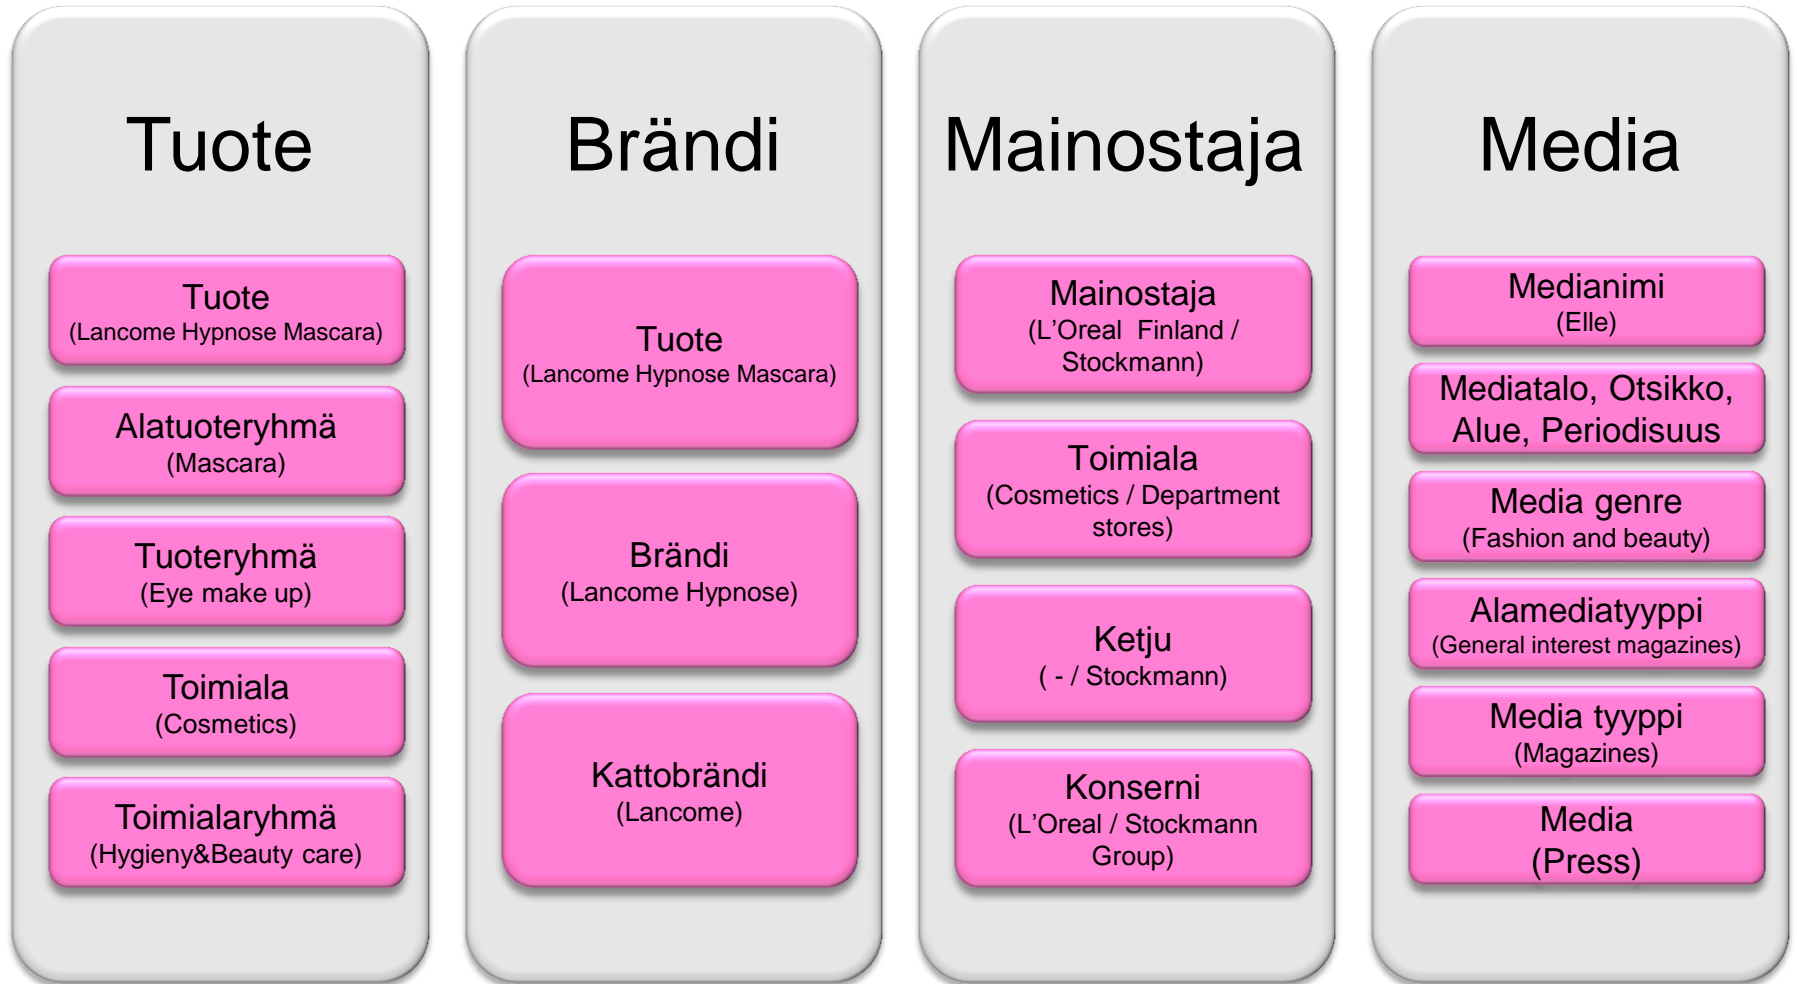 Tuote
Tuote
(Lancome Hypnose Mascara)
Alatuoteryhmä
(Mascara)
Tuoteryhmä
(Eye make up)
Toimiala
(Cosmetics)
Toimialaryhmä
(Hygieny&Beauty care)
Brändi
Tuote
(Lancome Hypnose Mascara)
Brändi
(Lancome Hypnose)
Kattobrändi
(Lancome)
Mainostaja
Mainostaja
(L’Oreal Finland /
Stockmann)
Toimiala
(Cosmetics / Department
stores)
Ketju
( - / Stockmann)
Konserni
(L’Oreal / Stockmann
Group)
Media
Medianimi
(Elle)
Mediatalo, Otsikko,
Alue, Periodisuus
Media genre
(Fashion and beauty)
Alamediatyyppi
(General interest magazines)
Media tyyppi
(Magazines)
Media
(Press)